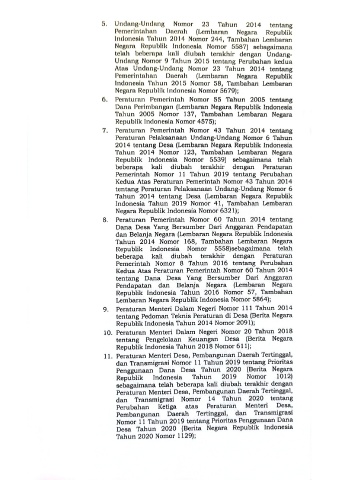 5. Undang-Undang Nomor 23 Tahun 2014 tentang
Pemerintahan Daerah (Lembaran Negara Republik
Indonesia Tahun 2014 Nomor 244, Tambahan Lembaran
Negara Republik Indonesia Nomor 5587) sebagaimana
telah beberapa kali diubah terakhir dengan Undang-
Undang Nomor 9 Tahun 2015 tentang Perubahan kedua
Atas Undang-Undang Nomor 23 Tahun 2014 tentang
Pemerintahan Daerah (Lembaran Negara Republik
Indonesia Tahun 2015 Nomor 58, Tambahan Lembaran
Negara Republik Indonesia Nomor 5679);
6. Peraturan Pemerintah Nomor 55 Tahun 2005 tentang
Dana Perimbangan (Lembaran Negara Republik Indonesia
Tahun 2005 Nomor 137, Tambahan Lembaran Negara
Republik Indonesia Nomor 4575);
7. Peraturan Pemerintah Nomor 43 Tahun 2014 tentang
Peraturan Pelaksanaan Undang-Undang Nomor 6 Tahun
2014 tentang Desa (Lembaran Negara Republik Indonesia
Tahun 2014 Nomor 123, Tambahan Lembaran Negara
Republik Indonesia Nomor 5539) sebagaimana telah
beberapa kali diubah terakhir dengan Peraturan
Pemerintah Nomor 11 Tahun 2019 tentang Perubahan
Kedua Atas Peraturan Pemerintah Nomor 43 Tahun 2014
tentang Peraturan Pelaksanaan Undang-Undang Nomor 6
Tahun 2014 tentang Desa (Lembaran Negara Republik
Indonesia Tahun 2019 Nomor 41, Tambahan Lembaran
Negara Republik Indonesia Nomor 6321);
8. Peraturan Pemerintah Nomor 60 Tahun 2014 tentang
Dana Desa Yang Bersumber Dari Anggaran Pendapatan
dan Belanja Negara (Lembaran Negara Republik Indonesia
Tahun 2014 Nomor 168, Tambahan Lembaran Negara
Republik Indonesia Nomor 5558)sebagaimana telah
beberapa kali diubah terakhir dengan Peraturan
Pemerintah Nomor 8 Tahun 2016 tentang Perubahan
Kedua Atas Peraturan Pemerintah Nomor 60 Tahun 2014
tentang Dana Desa Yang Bersumber Dari Anggaran
Pendapatan dan Belanja Negara (Lembaran Negara
Republik Indonesia Tahun 2016 Nomor 57, Tambahan
Lembaran Negara Republik Indonesia Nomor 5864);
9. Peraturan Menteri Dalam Negeri Nomor 111 Tahun 2014
tentang Pedoman Teknis Peraturan di Desa (Berita Negara
Republik Indonesia Tahun 2014 Nomor 2091);
10. Peraturan Menteri Dalam Negeri Nomor 20 Tahun 2018
tentang Pengelolaan Keuangan Desa (Berita Negara
Republik Indonesia Tahun 2018 Nomor 611);
11. Peraturan Menteri Desa, Pembangunan Daerah Tertinggal,
dan Transmigrasi Nomor 11 Tahun 2019 tentang Prioritas
Penggunaan Dana Desa Tahun 2020 (Berita Negara
Republik Indonesia Tahun 2019 Nomor 1012)
sebagaimana telah beberapa kali diubah terakhir dengan
Peraturan Menteri Desa, Pembangunan Daerah Tertinggal,
dan Transmigrasi Nomor 14 Tahun 2020 tentang
Perubahan Ketiga atas Peraturan Menteri Desa,
Pembangunan Daerah Tertinggal, dan Transmigrasi
Nomor 11 Tahun 2019 tentang Prioritas Penggunaan Dana
Desa Tahun 2020 (Berita Negara Republik Indonesia
Tahun 2020 Nomor 1129);